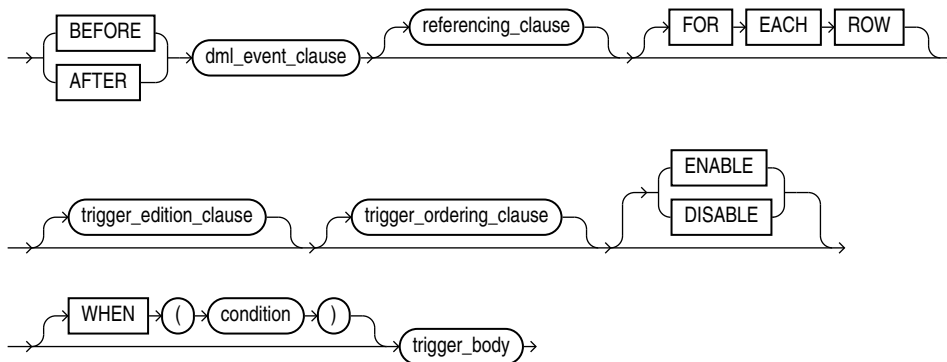 BEFORE
AFTER
dml_event_clause
referencing_clause
FOR EACH ROW
trigger_edition_clause
trigger_ordering_clause
ENABLE
DISABLE
WHEN ( condition )
trigger_body